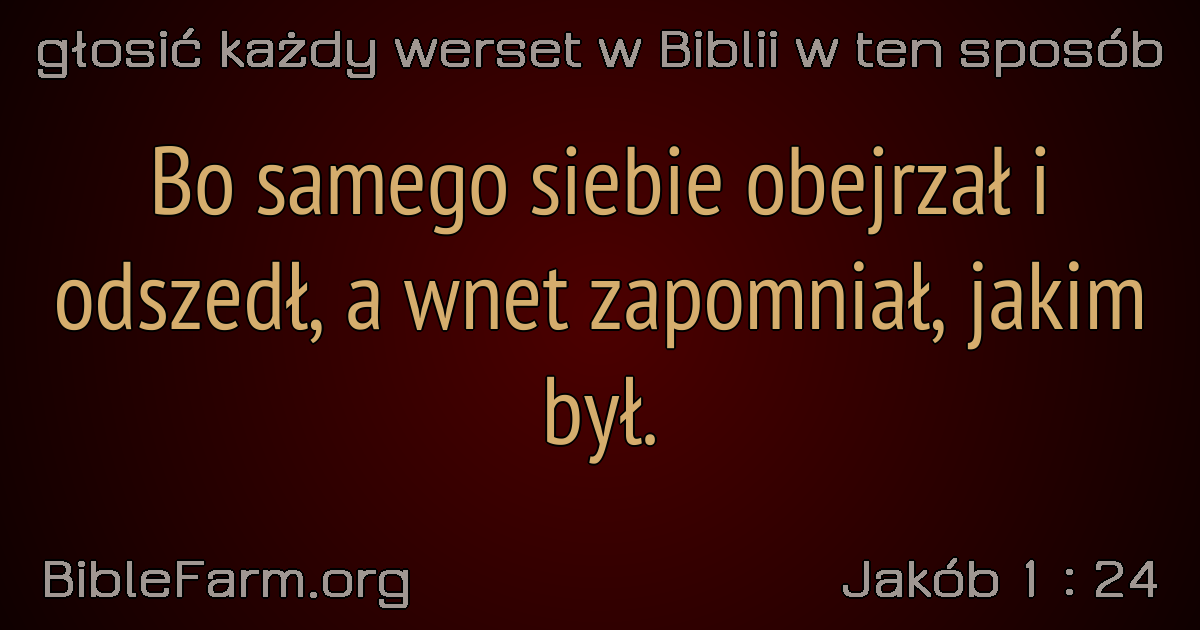 głosić każdy werset w Biblii w ten sposób
Bo samego siebie obejrzał i
odszedł, a wnet zapomniał, jakim
był.
BibleFarm.org
Jakób 1 : 24